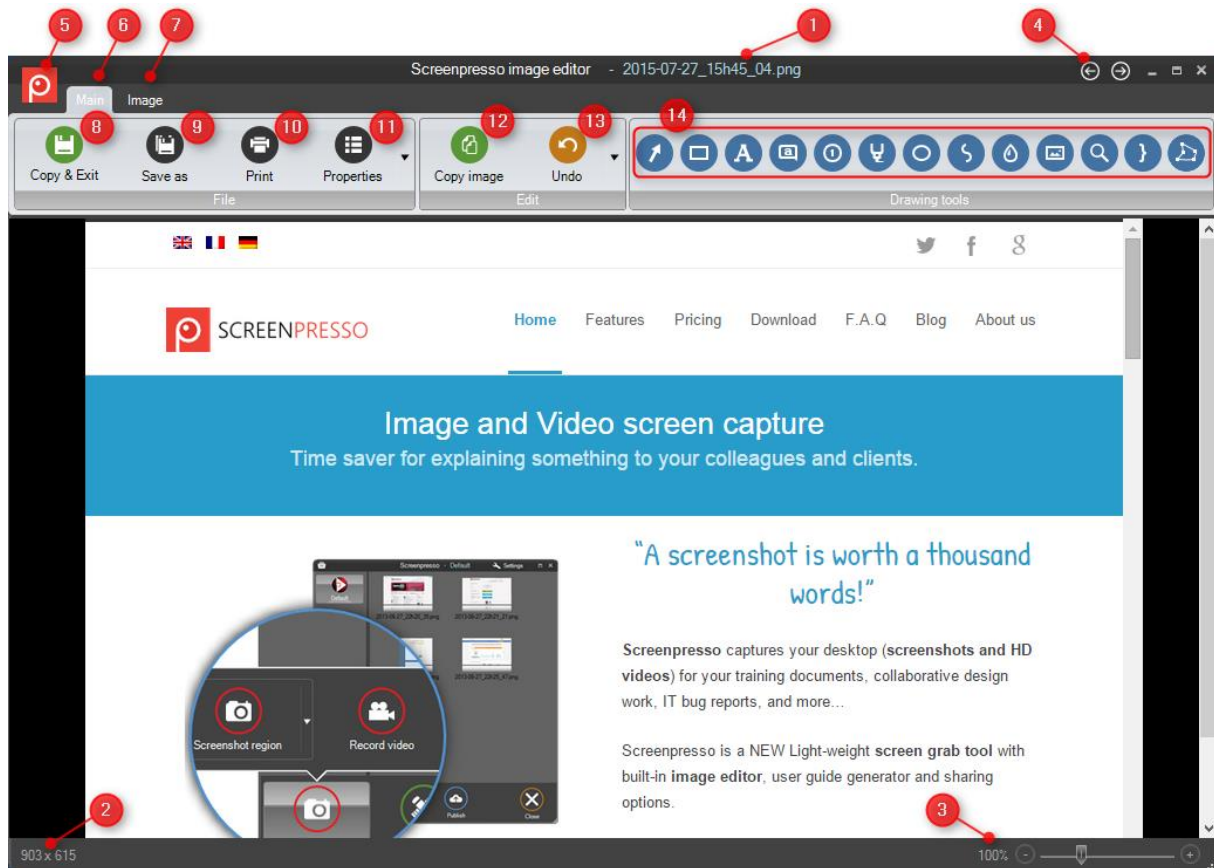 5
6
7
1
4
Screenpresso image editor - 2015-07-27_15h45_04.png
Main
Image
8
9
10
11
12
13
14
Copy & Exit
Save as
Print
Properties
Copy image
Undo
File
Edit
Drawing tools
SCREENPRESSO
Home
Features
Pricing
Download
F.A.Q
Blog
About us
Image and Video screen capture
Time saver for explaining something to your colleagues and clients.
Screenpresso - Default
Settings
Default
Screenshot region
Record video
Publish
Close
"A screenshot is worth a thousand
words!"
Screenpresso captures your desktop (screenshots and HD
videos) for your training documents, collaborative design
work, IT bug reports, and more...
Screenpresso is a NEW Light-weight screen grab tool with
built-in image editor, user guide generator and sharing
options.
2
3
903 x 615
100%